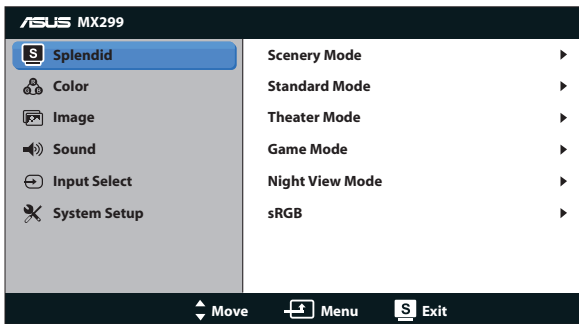 ASUS MX299
S Splendid
Color
Image
Sound
Input Select
System Setup
Scenery Mode
Standard Mode
Theater Mode
Game Mode
Night View Mode
sRGB
Move Menu S Exit